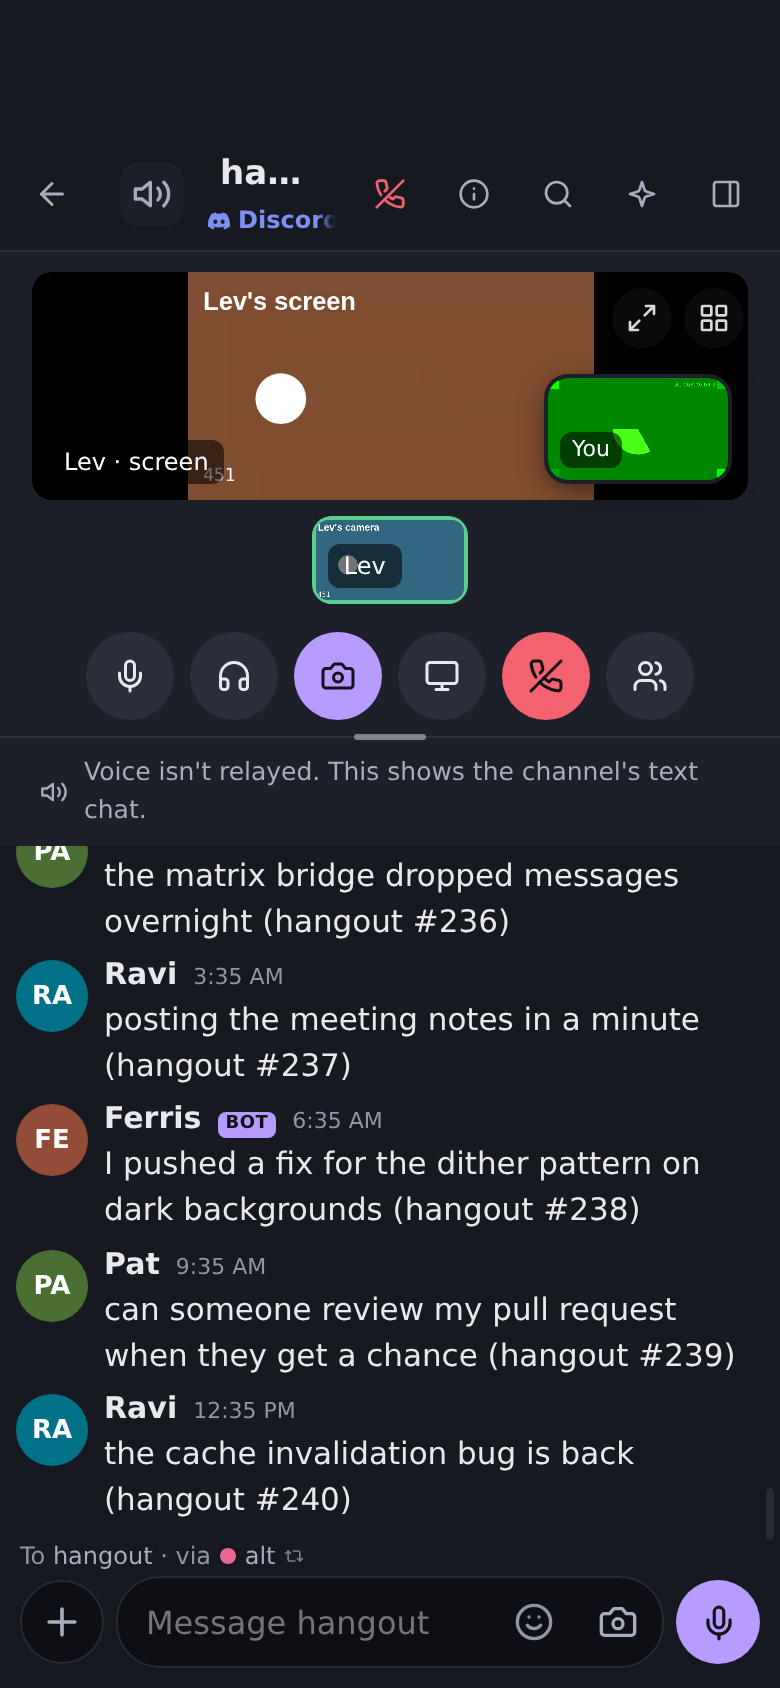 ha...
Discord
Lev's screen
Lev · screen
451
You
Lev's camera
Lev
451
Voice isn't relayed. This shows the channel's text
chat.
PA
the matrix bridge dropped messages
overnight (hangout #236)
RA
Ravi 3:35 AM
posting the meeting notes in a minute
(hangout #237)
FE
Ferris BOT 6:35 AM
I pushed a fix for the dither pattern on
dark backgrounds (hangout #238)
PA
Pat 9:35 AM
can someone review my pull request
when they get a chance (hangout #239)
RA
Ravi 12:35 PM
the cache invalidation bug is back
(hangout #240)
To hangout · via alt
Message hangout